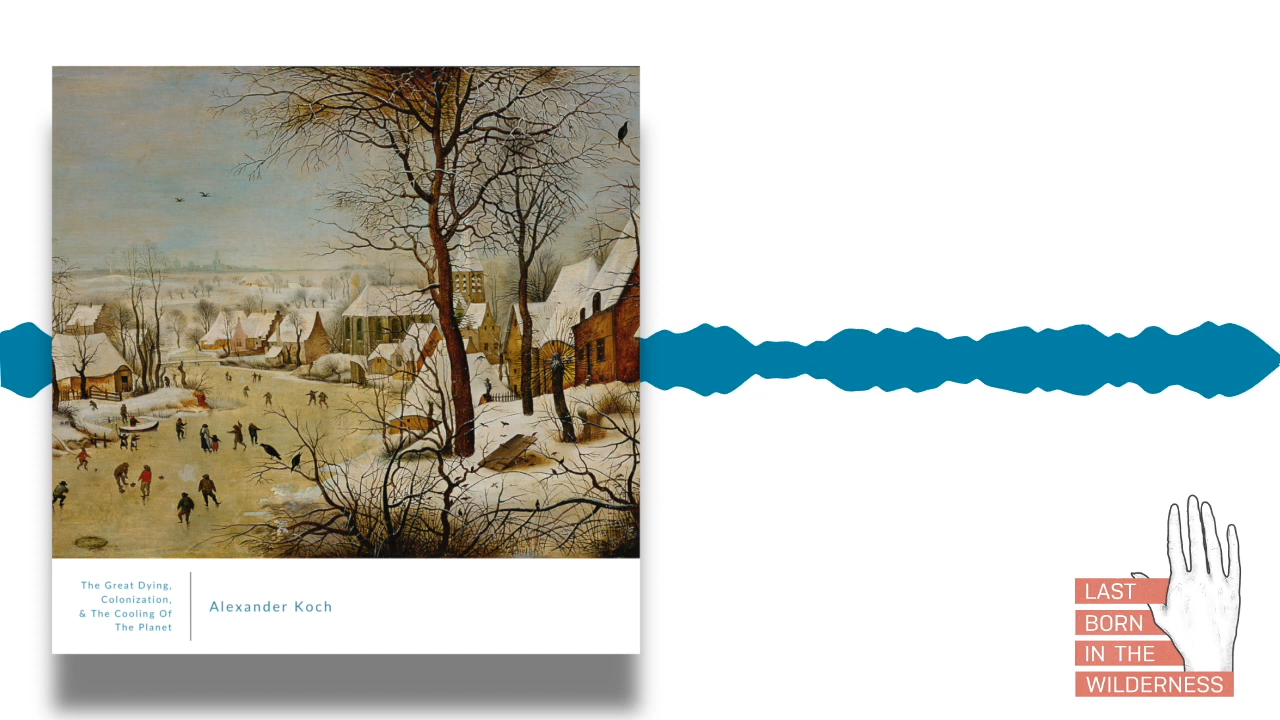 The Great Dying,
Colonization,
& The Cooling Of
The Planet
Alexander Koch
LAST
BORN
IN THE
WILDERNESS